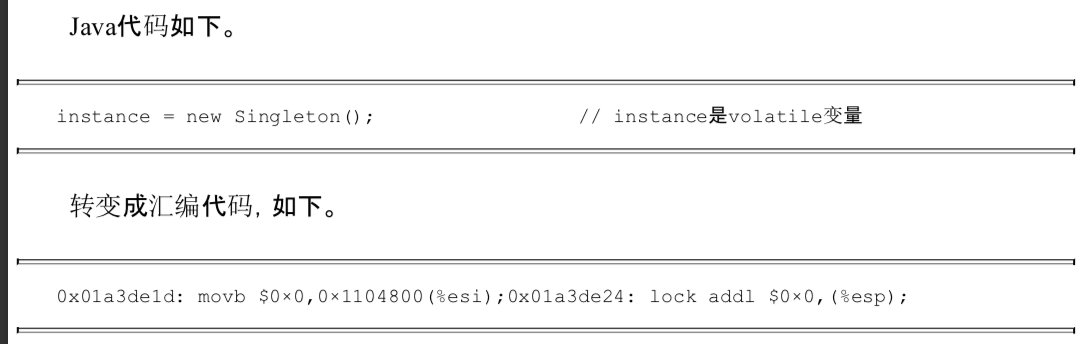 Java代码如下。
instance = new Singleton(); // instance是volatile变量
转变成汇编代码, 如下。
0x01a3de1d: movb $0×0,0×1104800(%esi);0x01a3de24: lock addl $0×0,(%esp);